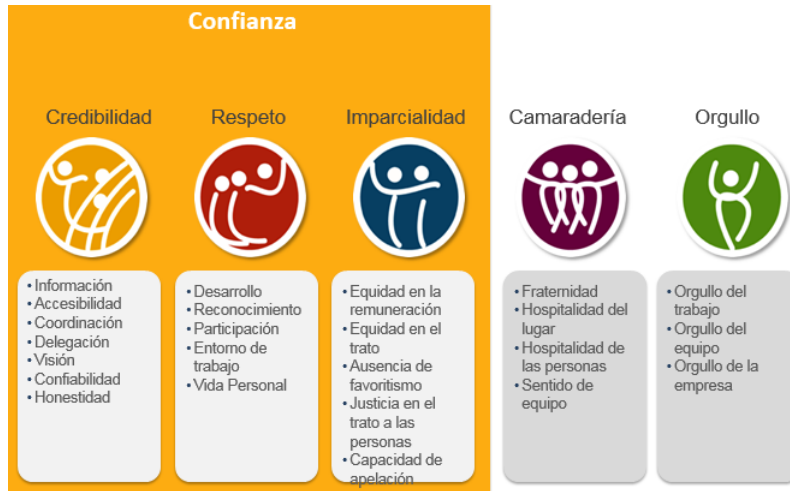 Confianza
Credibilidad
Respeto
Imparcialidad
Camaradería
Orgullo
• Información
• Accesibilidad
• Coordinación
• Delegación
• Visión
• Confiabilidad
• Honestidad
• Desarrollo
• Reconocimiento
• Participación
• Entorno de
trabajo
• Vida Personal
• Equidad en la
remuneración
• Equidad en el
trato
• Ausencia de
favoritismo
• Justicia en el
trato a las
personas
• Capacidad de
apelación
• Fraternidad
• Hospitalidad del
lugar
• Hospitalidad de
las personas
• Sentido de
equipo
• Orgullo del
trabajo
• Orgullo del
equipo
• Orgullo de la
empresa